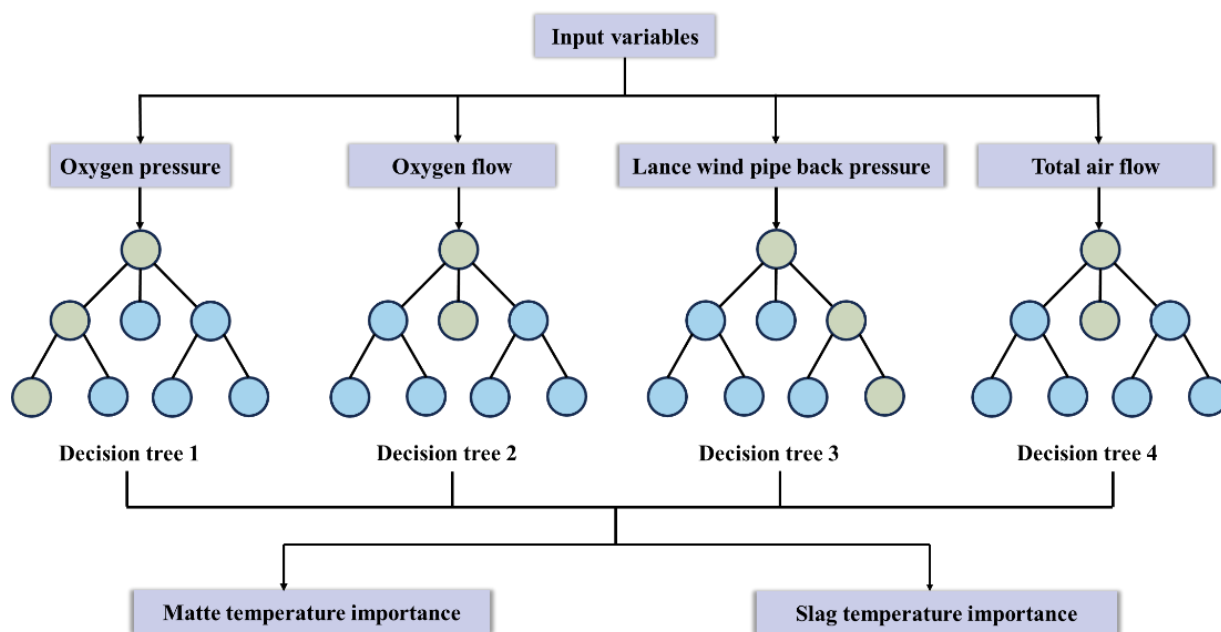 Input variables
Oxygen pressure
Oxygen flow
Lance wind pipe back pressure
Total air flow
Decision tree 1
Decision tree 2
Decision tree 3
Decision tree 4
Matte temperature importance
Slag temperature importance